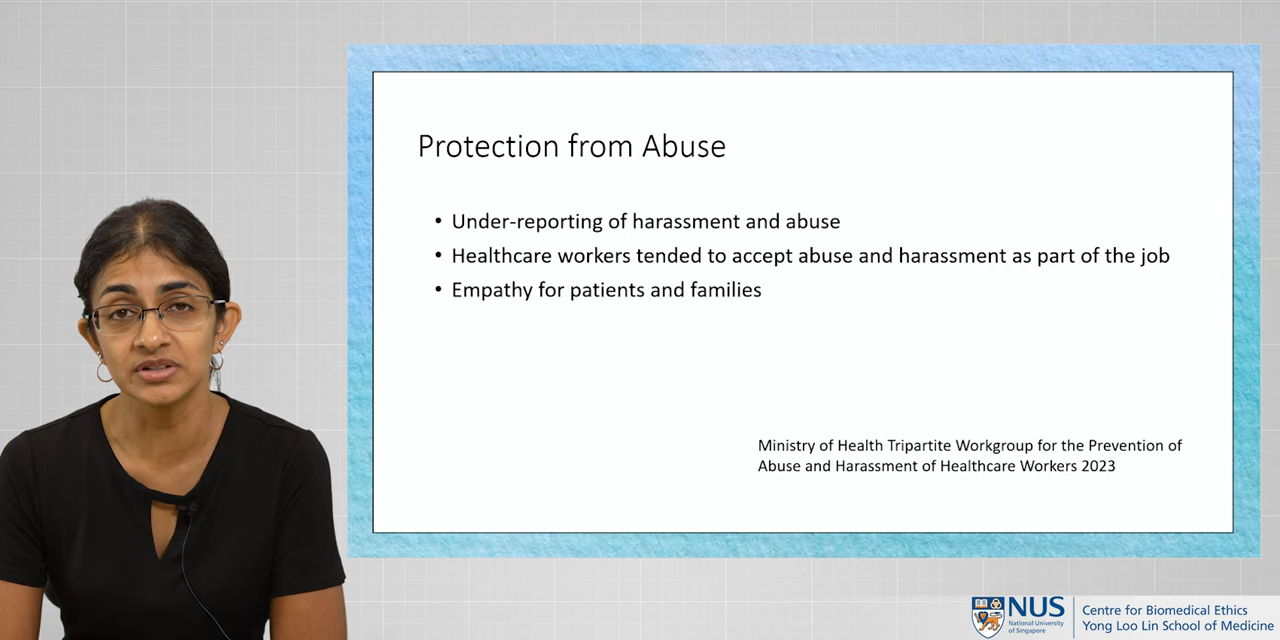 Protection from Abuse
• Under-reporting of harassment and abuse
• Healthcare workers tended to accept abuse and harassment as part of the job
• Empathy for patients and families
Ministry of Health Tripartite Workgroup for the Prevention of
Abuse and Harassment of Healthcare Workers 2023
NUS
National University
of Singapore
Centre for Biomedical Ethics
Yong Loo Lin School of Medicine